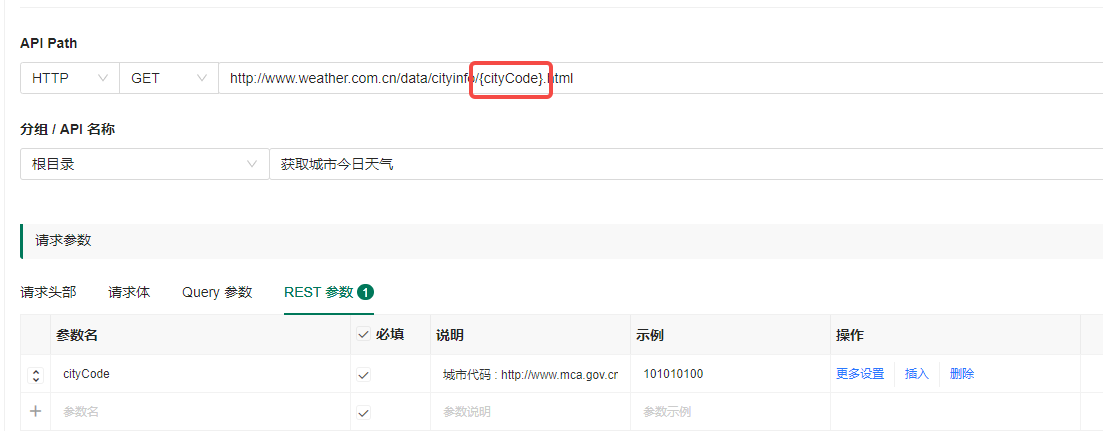 API Path
HTTP GET http://www.weather.com.cn/data/cityinfo/{cityCode}.html
分组 / API 名称
根目录 获取城市今日天气
请求参数
请求头部 请求体 Query 参数 REST 参数 1
参数名 必填 说明 示例 操作
cityCode 城市代码 : http://www.mca.gov.cr 101010100 更多设置 插入 删除
参数名 参数说明 参数示例